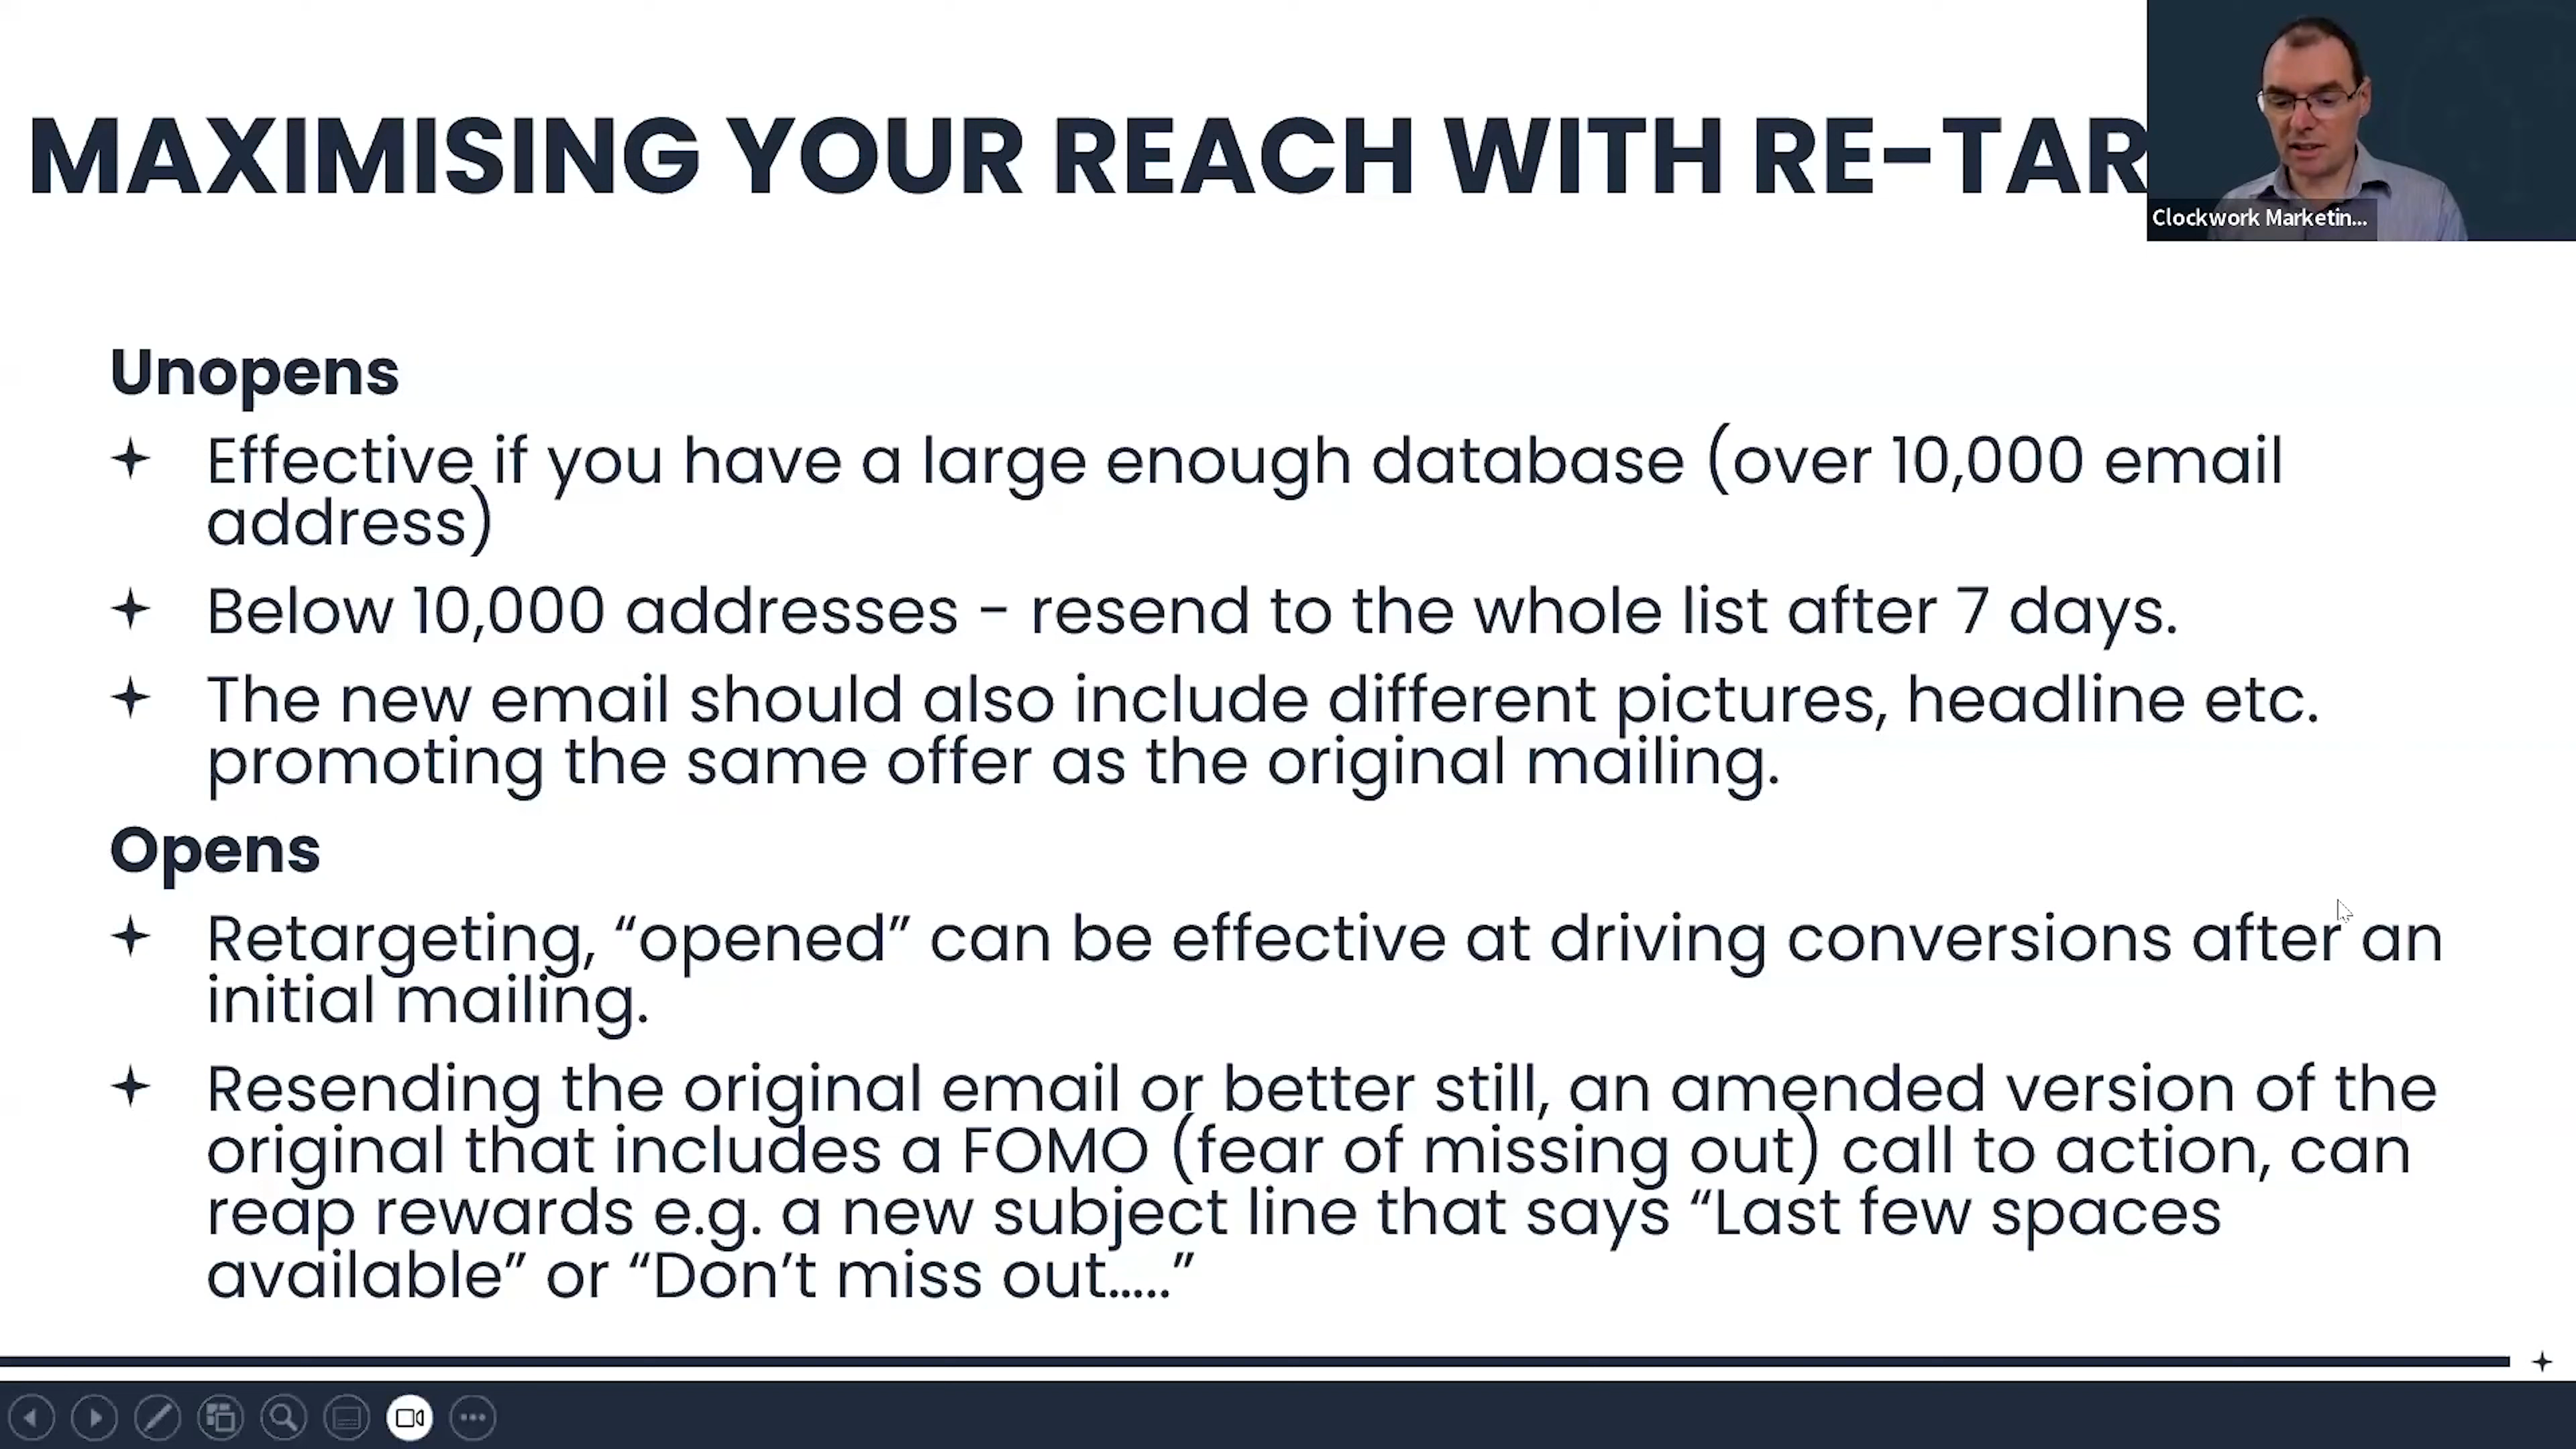 MAXIMISING YOUR REACH WITH RE-TAR
Clockwork Marketin...
Unopens
Effective if you have a large enough database (over 10,000 email
address)
Below 10,000 addresses - resend to the whole list after 7 days.
The new email should also include different pictures, headline etc.
promoting the same offer as the original mailing.
Opens
Retargeting, “opened” can be effective at driving conversions after an
initial mailing.
Resending the original email or better still, an amended version of the
original that includes a FOMO (fear of missing out) call to action, can
reap rewards e.g. a new subject line that says “Last few spaces
available” or “Don’t miss out.....”